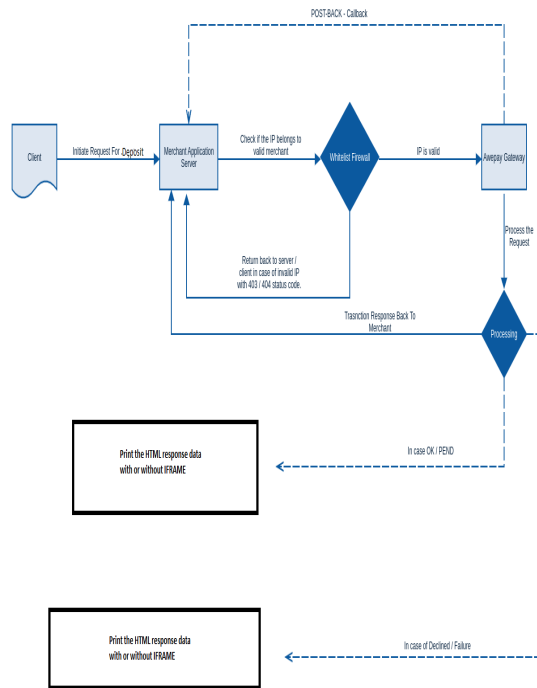 POST-BACK - Callback
Client
Initiate Request For Deposit
Merchant Application
Server
Check if the IP belongs to
valid merchant
Whitelist Firewall
IP is valid
Awepay Gateway
Process the
Request
Return back to server /
client in case of invalid IP
with 403 / 404 status code.
Trasnction Response Back To
Merchant
Processing
In case OK / PEND
Print the HTML response data
with or without IFRAME
In case of Declined / Failure
Print the HTML response data
with or without IFRAME